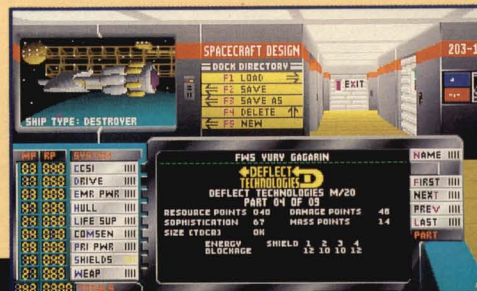 SPACECRAFT DESIGN
DOCK DIRECTORY
F1 LOAD
F2 SAVE
F3 SAVE AS
F4 DELETE
F5 NEW
EXIT
203-1
SHIP TYPE: DESTROYER
MP RP SYSTEM
CCSI
DRIVE
EMR PWR
HULL
LIFE SUP
COMSEN
PRI PWR
SHIELDS
WEAP
FWS YURY GAGARIN
DEFLECT
TECHNOLOGIES
DEFLECT TECHNOLOGIES M/20
PART 04 OF 09
RESOURCE POINTS 040 DAMAGE POINTS 48
SOPHISTICATION 67 MASS POINTS 14
SIZE (TDCA) OK
ENERGY SHIELD 1 2 3 4
BLOCKAGE 12 10 10 12
NAME
FIRST
NEXT
PREV
LAST
PART